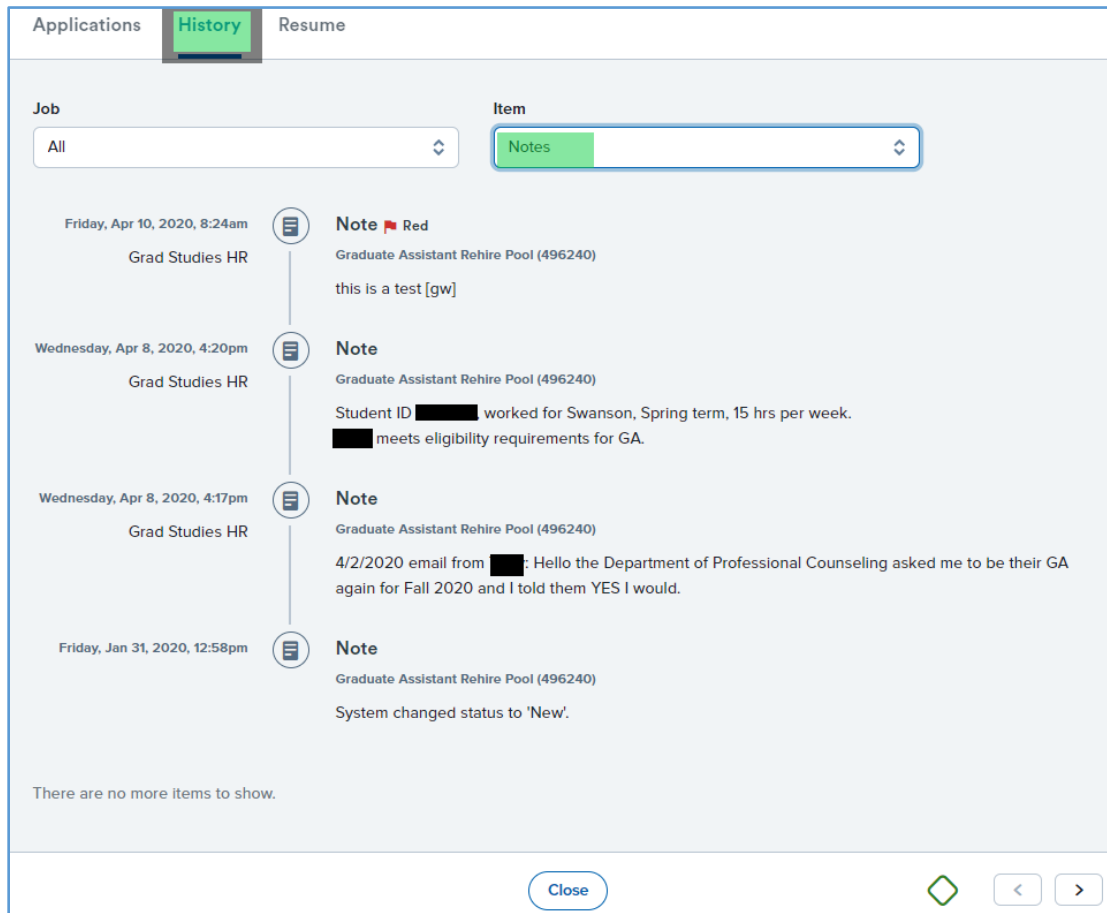 Applications History Resume
Job Item
All Notes
Friday, Apr 10, 2020, 8:24am Note Red
Grad Studies HR Graduate Assistant Rehire Pool (496240)
this is a test [gw]
Wednesday, Apr 8, 2020, 4:20pm Note
Grad Studies HR Graduate Assistant Rehire Pool (496240)
Student ID , worked for Swanson, Spring term, 15 hrs per week.
meets eligibility requirements for GA.
Wednesday, Apr 8, 2020, 4:17pm Note
Grad Studies HR Graduate Assistant Rehire Pool (496240)
4/2/2020 email from : Hello the Department of Professional Counseling asked me to be their GA
again for Fall 2020 and I told them YES I would.
Friday, Jan 31, 2020, 12:58pm Note
Graduate Assistant Rehire Pool (496240)
System changed status to 'New'.
There are no more items to show.
Close